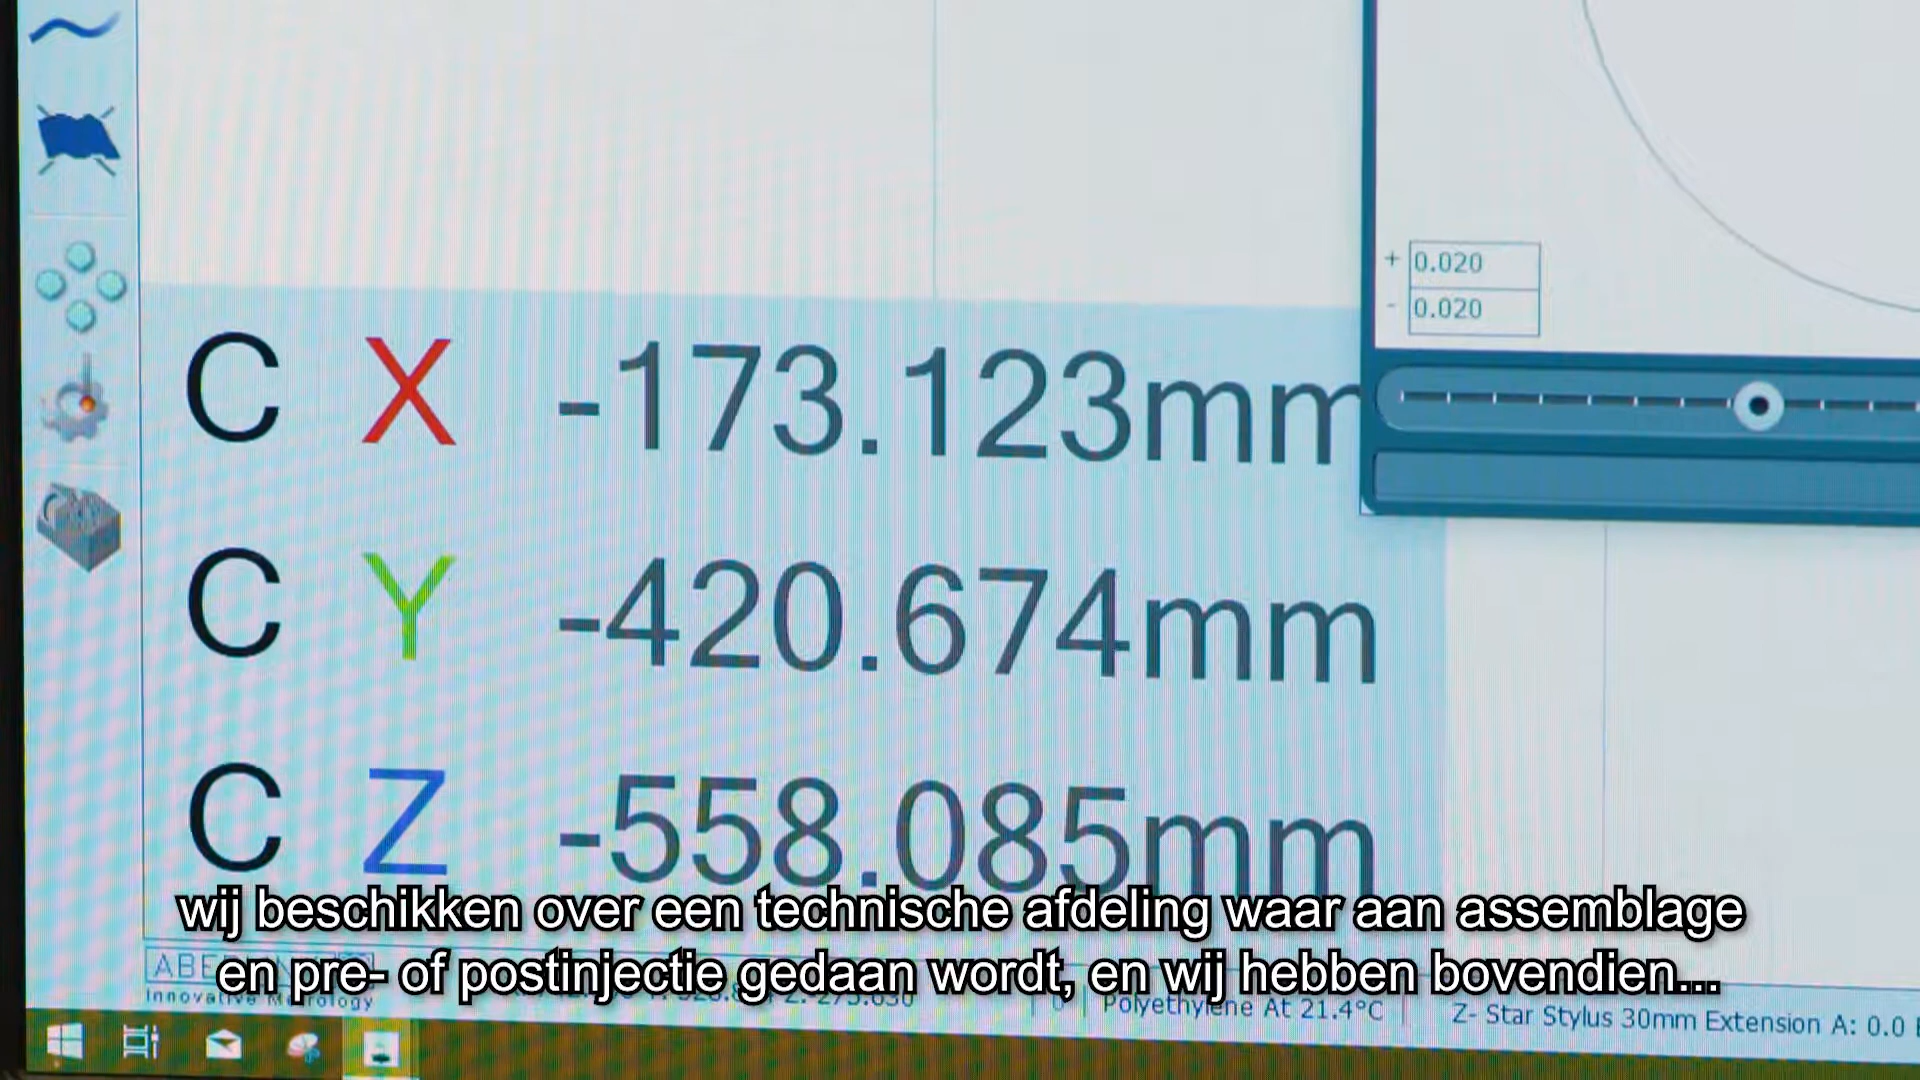 + 0.020
- 0.020
C X -173.123mm
C Y -420.674mm
C Z -558.085mm
wij beschikken over een technische afdeling waar aan assemblage
en pre- of postinjectie gedaan wordt, en wij hebben bovendien...
Innovative Metrology
Polyethylene At 21.4°C
Z- Star Stylus 30mm Extension A: 0.0